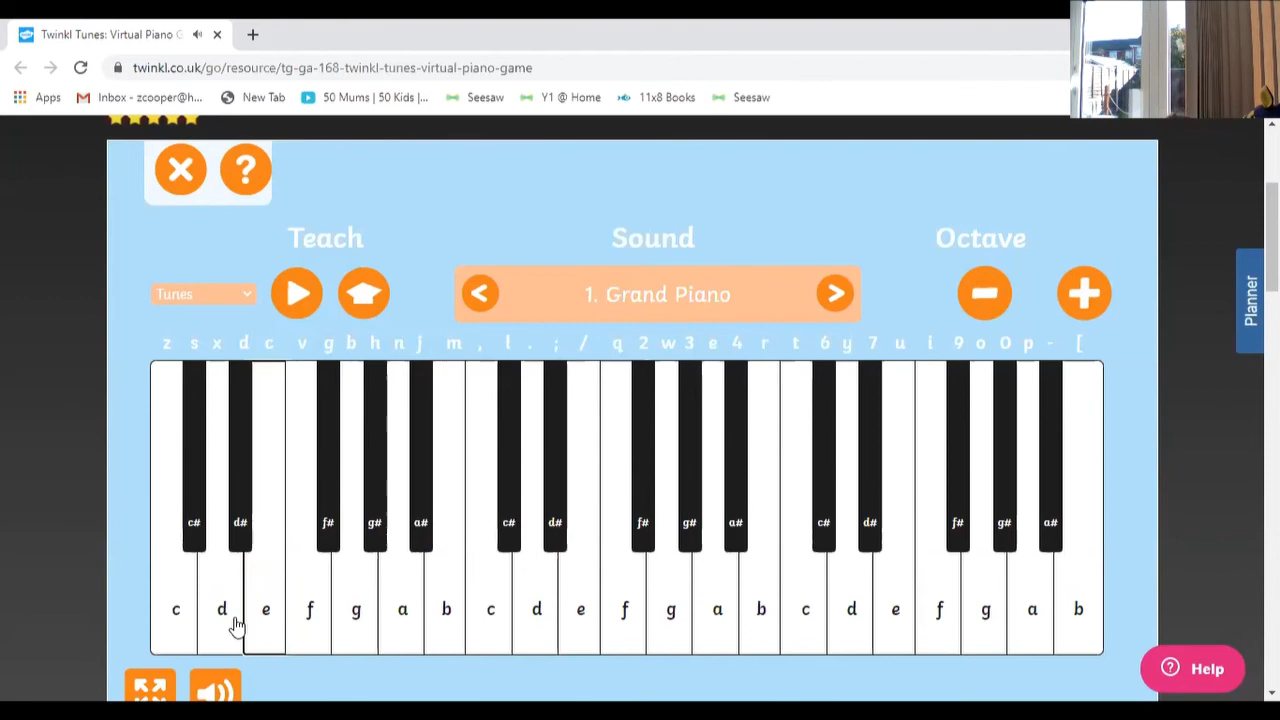 Twinkl Tunes: Virtual Piano G
twinkl.co.uk/go/resource/tg-ga-168-twinkl-tunes-virtual-piano-game
Apps Inbox - zcooper@h... New Tab 50 Mums | 50 Kids |... Seesaw Y1 @ Home 11x8 Books Seesaw
?
Teach Sound Octave
Tunes < 1. Grand Piano > - +
z s x d c v g b h n j m , l . ; / q 2 w 3 e 4 r t 6 y 7 u i 9 o 0 p - [
c# d# f# g# a# c# d# f# g# a# c# d# f# g# a#
c d e f g a b c d e f g a b c d e f g a b
Planner
? Help